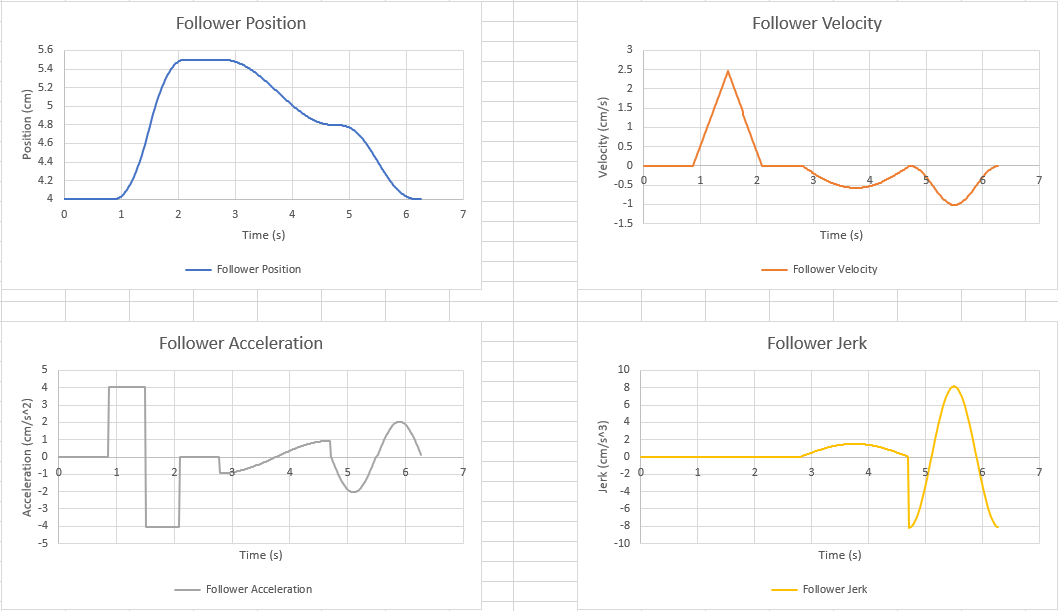 Follower Position
5.6
5.4
5.2
5
4.8
4.6
4.4
4.2
4
Position (cm)
0 1 2 3 4 5 6 7
Time (s)
Follower Position
Follower Velocity
3
2.5
2
1.5
1
0.5
0
-0.5
-1
-1.5
Velocity (cm/s)
0 1 2 3 4 5 6 7
Time (s)
Follower Velocity
Follower Acceleration
5
4
3
2
1
0
-1
-2
-3
-4
-5
Acceleration (cm/s^2)
0 1 2 3 4 5 6 7
Time (s)
Follower Acceleration
Follower Jerk
10
8
6
4
2
0
-2
-4
-6
-8
-10
Jerk (cm/s^3)
0 1 2 3 4 5 6 7
Time (s)
Follower Jerk